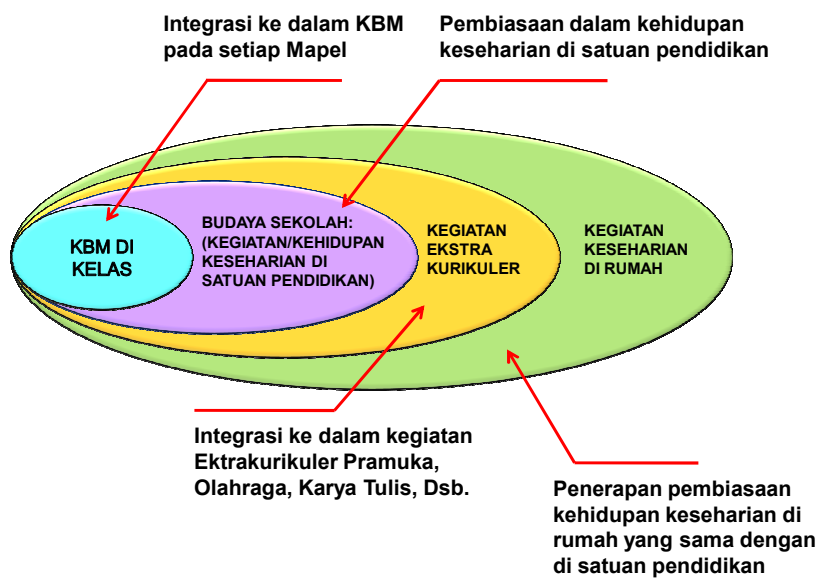 Integrasi ke dalam KBM
pada setiap Mapel
Pembiasaan dalam kehidupan
keseharian di satuan pendidikan
KBM DI
KELAS
BUDAYA SEKOLAH:
(KEGIATAN/KEHIDUPAN
KESEHARIAN DI
SATUAN PENDIDIKAN)
KEGIATAN
EKSTRA
KURIKULER
KEGIATAN
KESEHARIAN
DI RUMAH
Integrasi ke dalam kegiatan
Ektrakurikuler Pramuka,
Olahraga, Karya Tulis, Dsb.
Penerapan pembiasaan
kehidupan keseharian di
rumah yang sama dengan
di satuan pendidikan